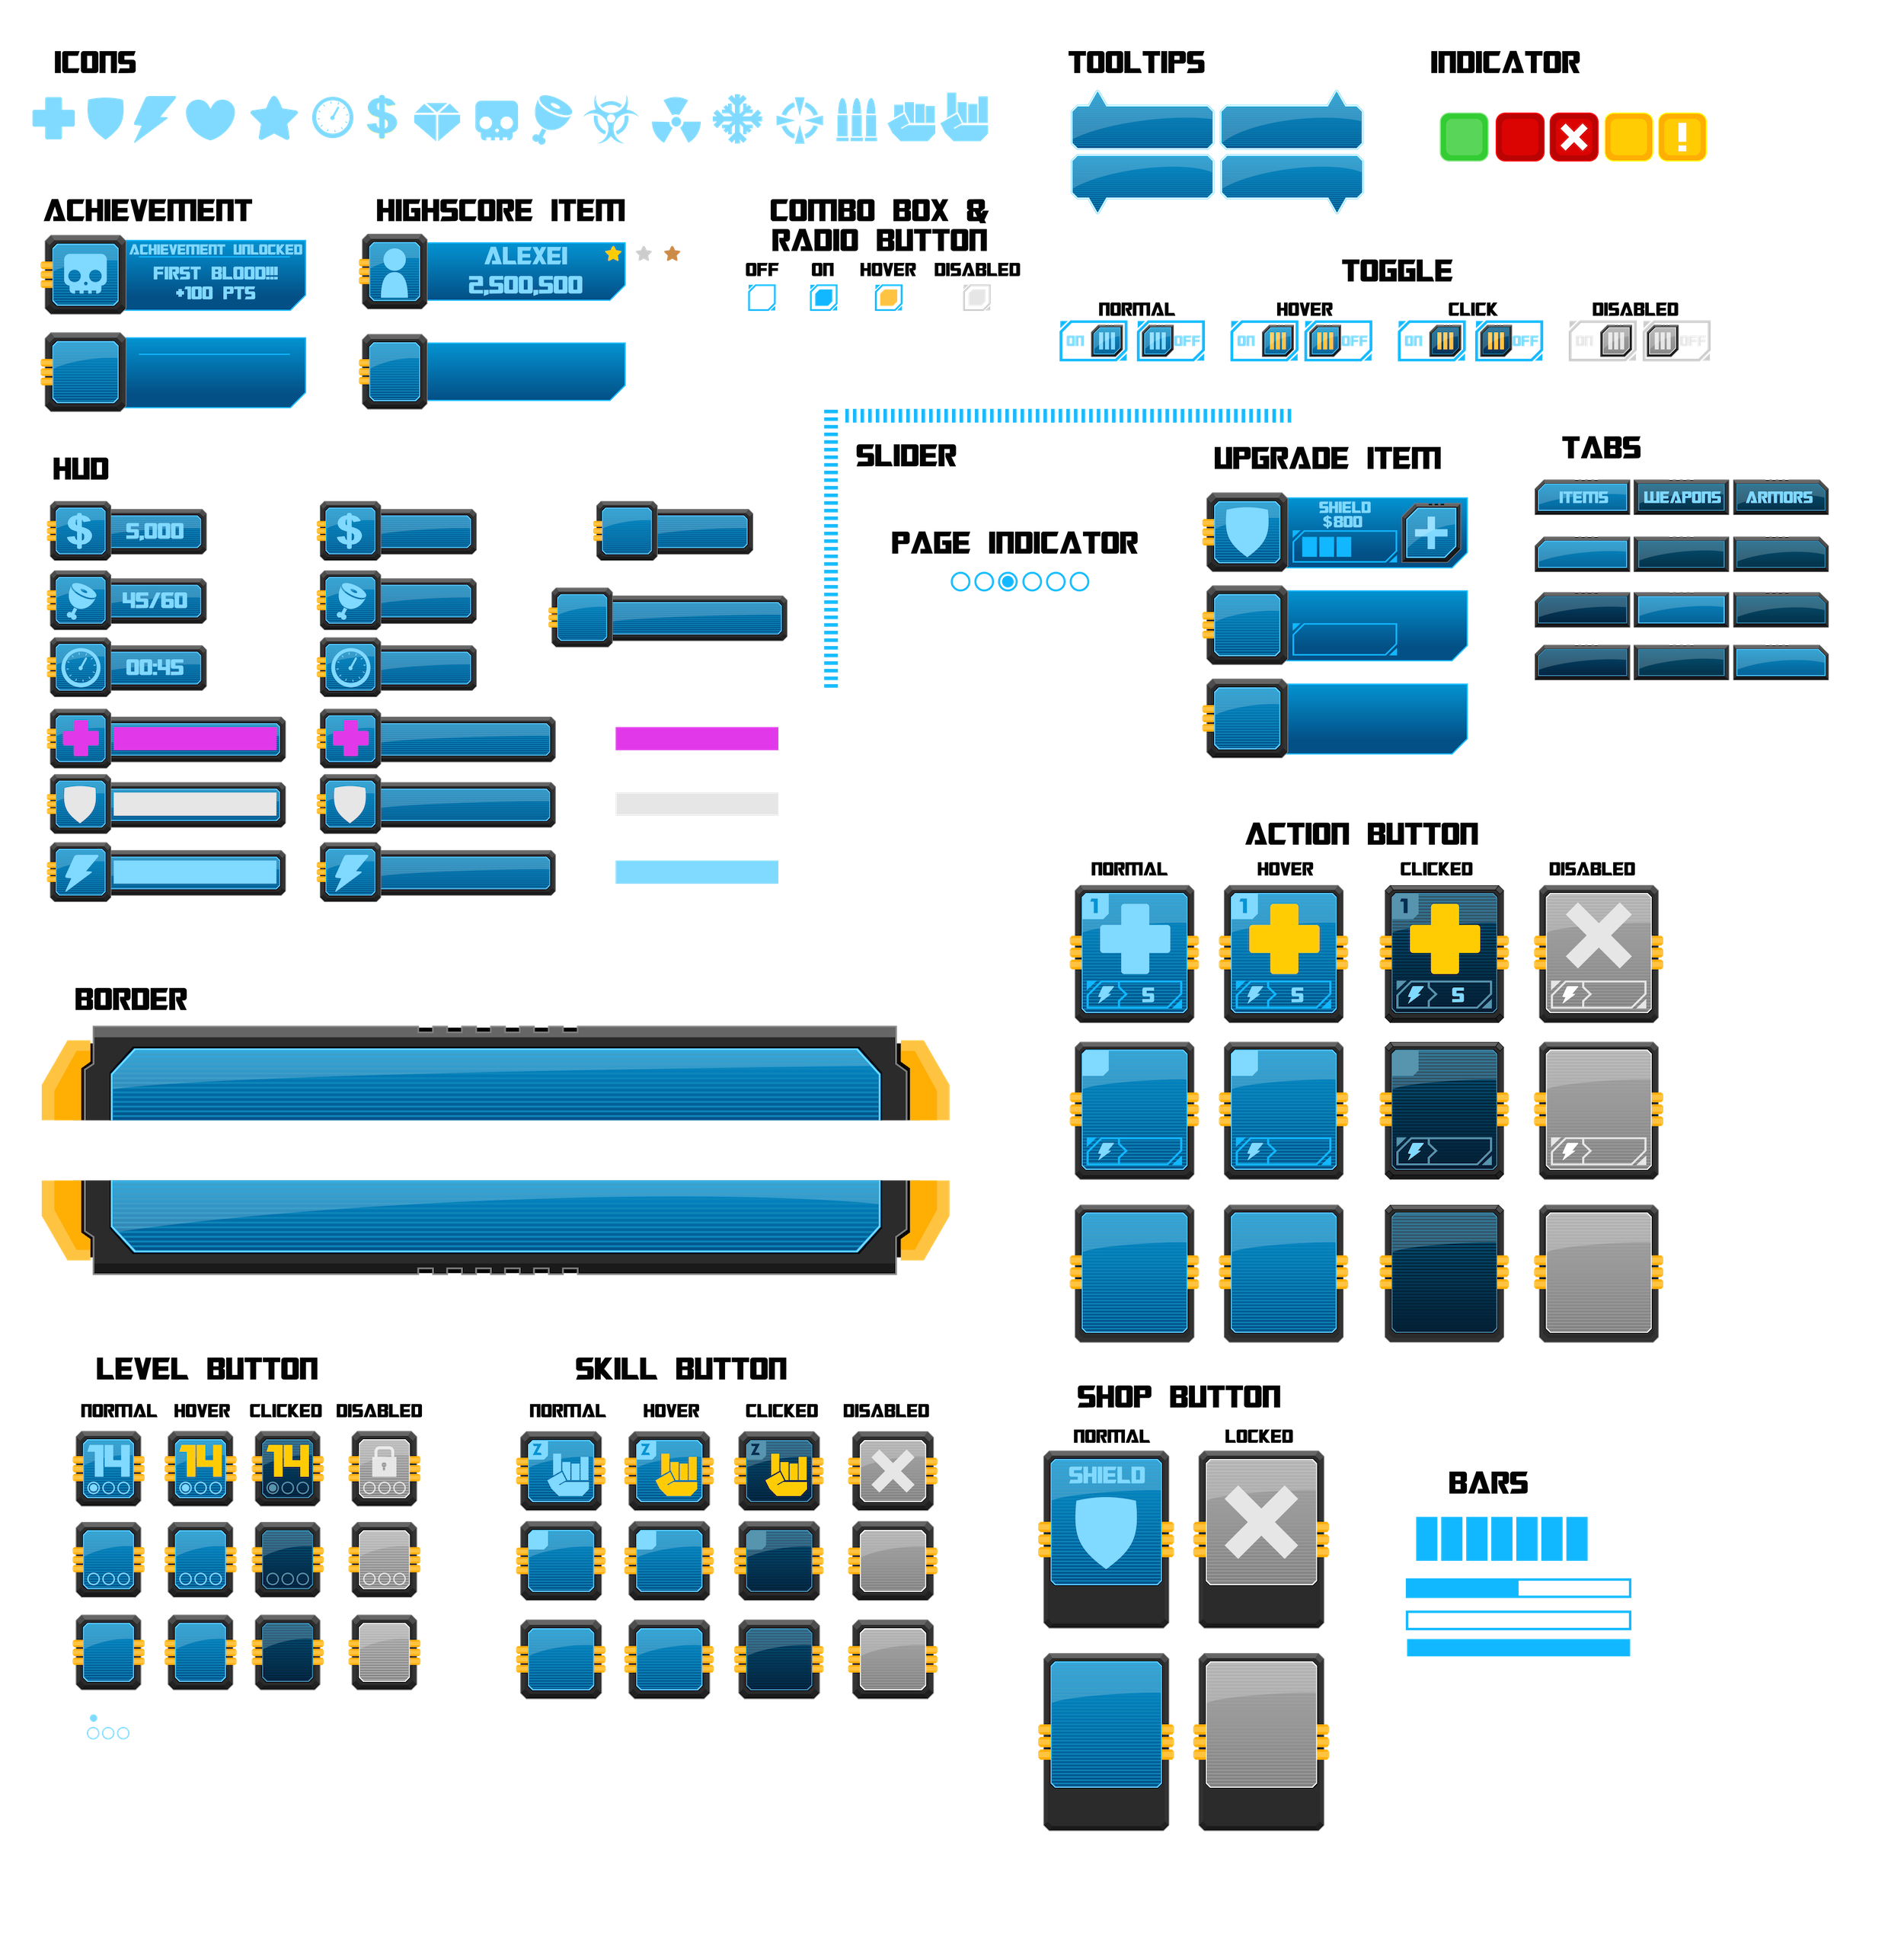 ICONS
TOOLTIPS
INDICATOR
ACHIEVEMENT
ACHIEVEMENT UNLOCKED
FIRST BLOOD!!!
+100 PTS
HIGHSCORE ITEM
ALEXEI
2,500,500
COMBO BOX &
RADIO BUTTON
OFF ON HOVER DISABLED
TOGGLE
NORMAL HOVER CLICK DISABLED
ON OFF ON OFF ON OFF ON OFF
HUD
$ 5,000 $
45/60
00:45
SLIDER
PAGE INDICATOR
UPGRADE ITEM
SHIELD
$800
TABS
ITEMS WEAPONS ARMORS
ACTION BUTTON
NORMAL HOVER CLICKED DISABLED
1 1 1
5 5 5
BORDER
LEVEL BUTTON
NORMAL HOVER CLICKED DISABLED
14 14 14
SKILL BUTTON
NORMAL HOVER CLICKED DISABLED
Z Z Z
SHOP BUTTON
NORMAL LOCKED
SHIELD
BARS